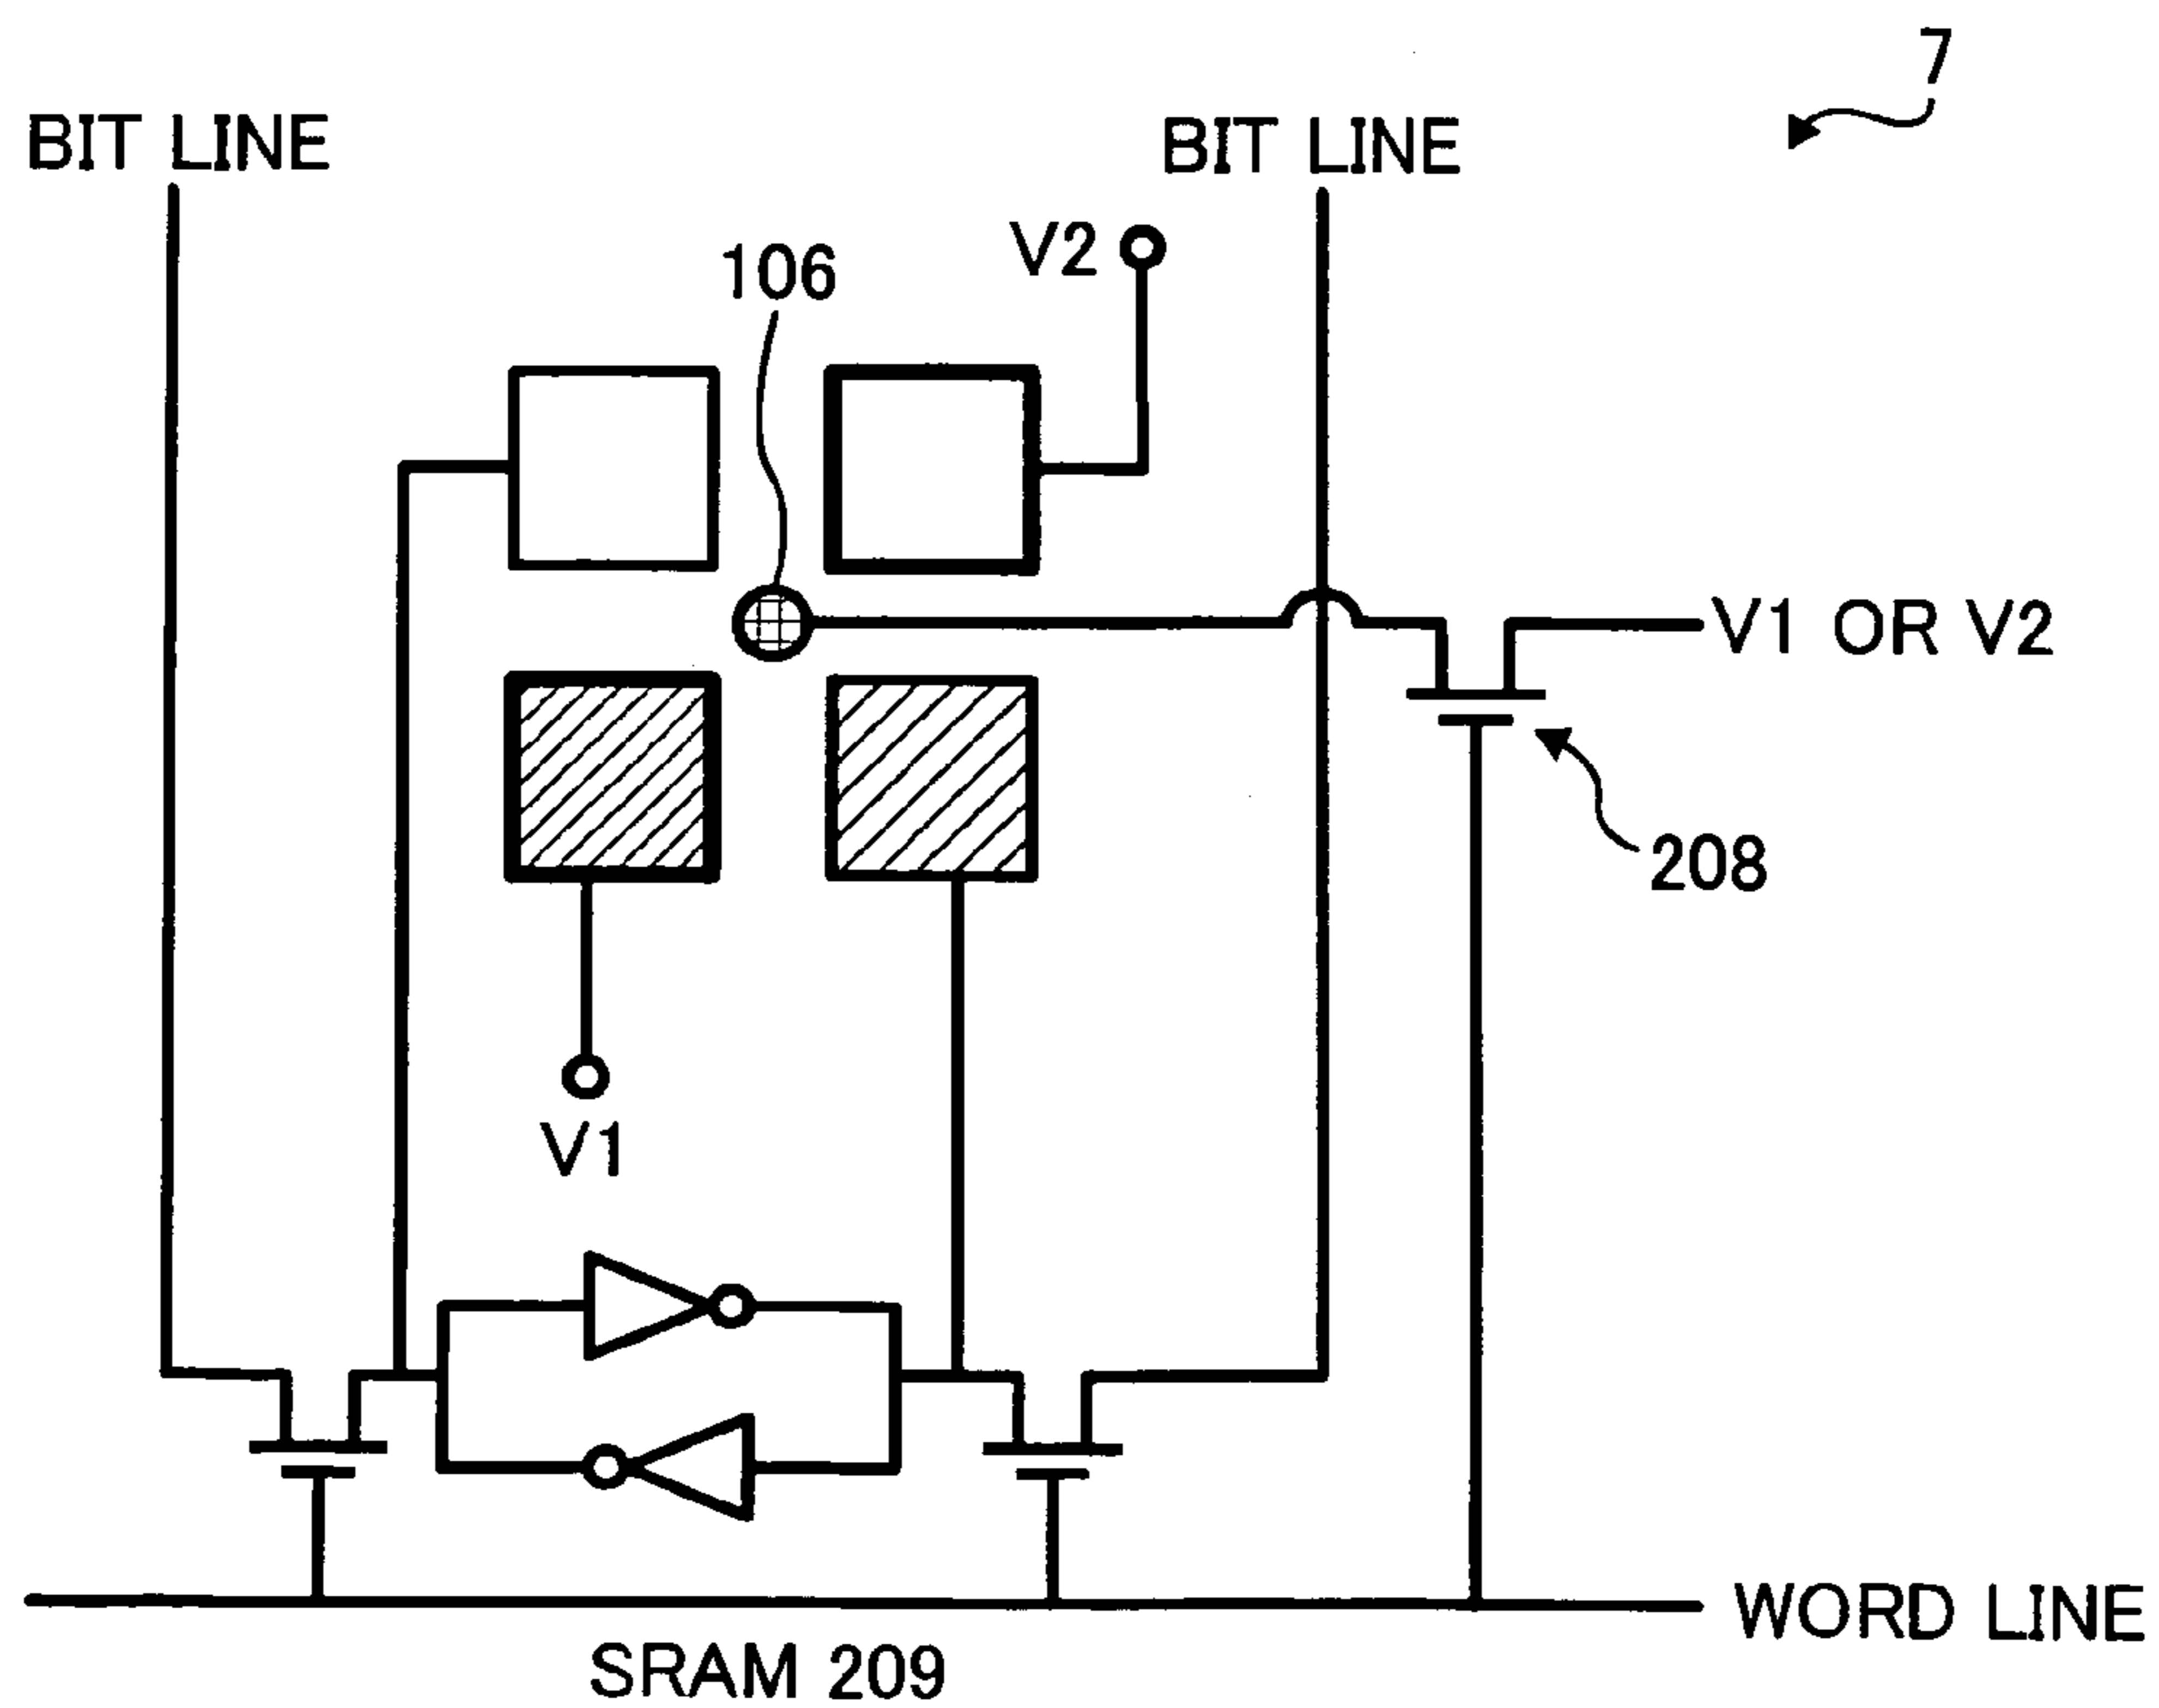 7
BIT LINE
BIT LINE
V2
106
V1 OR V2
208
V1
WORD LINE
SRAM 209